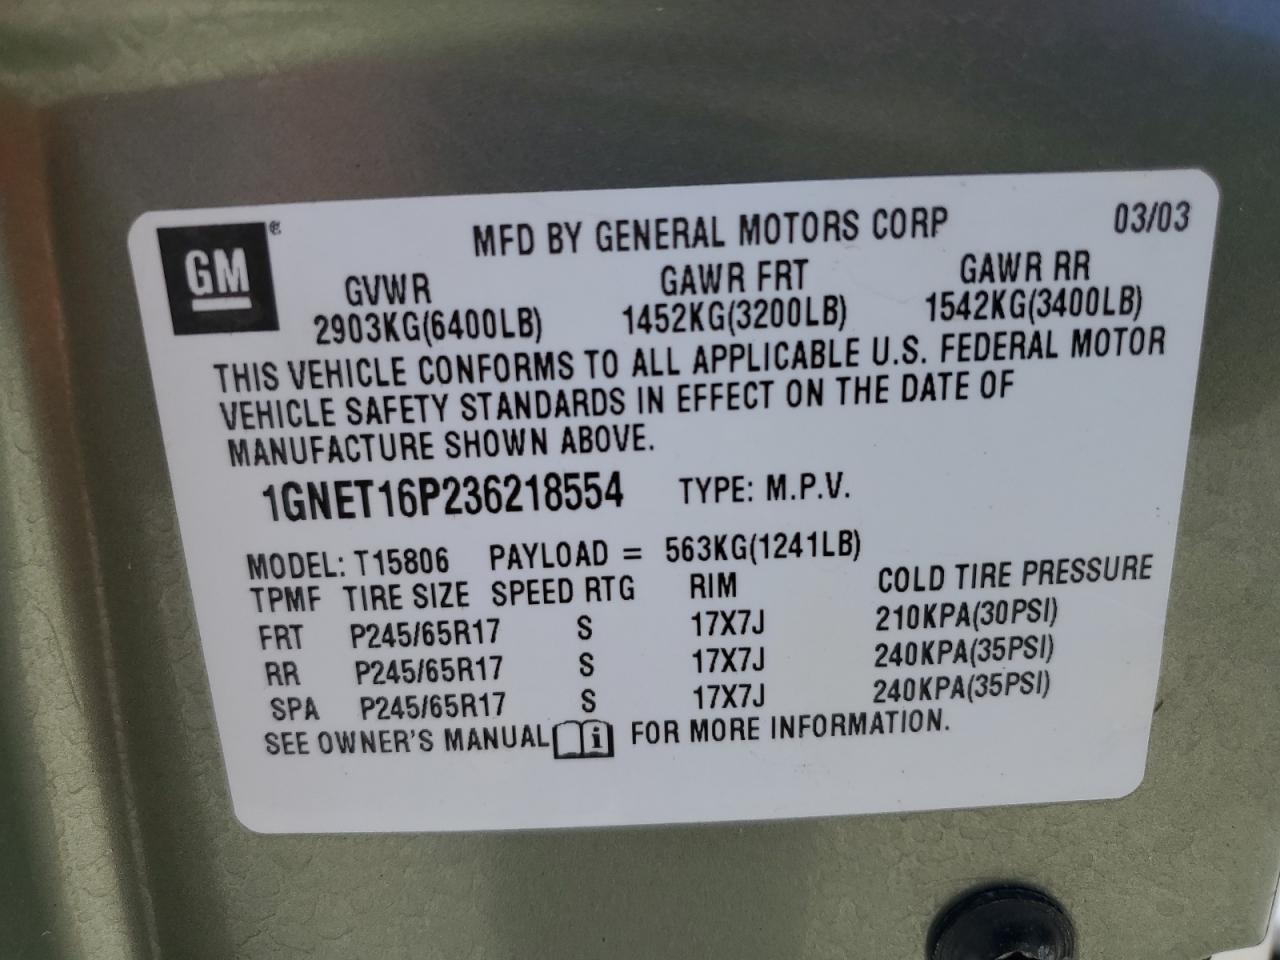 GM
MFD BY GENERAL MOTORS CORP 03/03
GVWR GAWR FRT GAWR RR
2903KG(6400LB) 1452KG(3200LB) 1542KG(3400LB)
THIS VEHICLE CONFORMS TO ALL APPLICABLE U.S. FEDERAL MOTOR
VEHICLE SAFETY STANDARDS IN EFFECT ON THE DATE OF
MANUFACTURE SHOWN ABOVE.
1GNET16P236218554 TYPE: M.P.V.
MODEL: T15806 PAYLOAD = 563KG(1241LB)
TPMF TIRE SIZE SPEED RTG RIM COLD TIRE PRESSURE
FRT P245/65R17 S 17X7J 210KPA(30PSI)
RR P245/65R17 S 17X7J 240KPA(35PSI)
SPA P245/65R17 S 17X7J 240KPA(35PSI)
SEE OWNER'S MANUAL i FOR MORE INFORMATION.